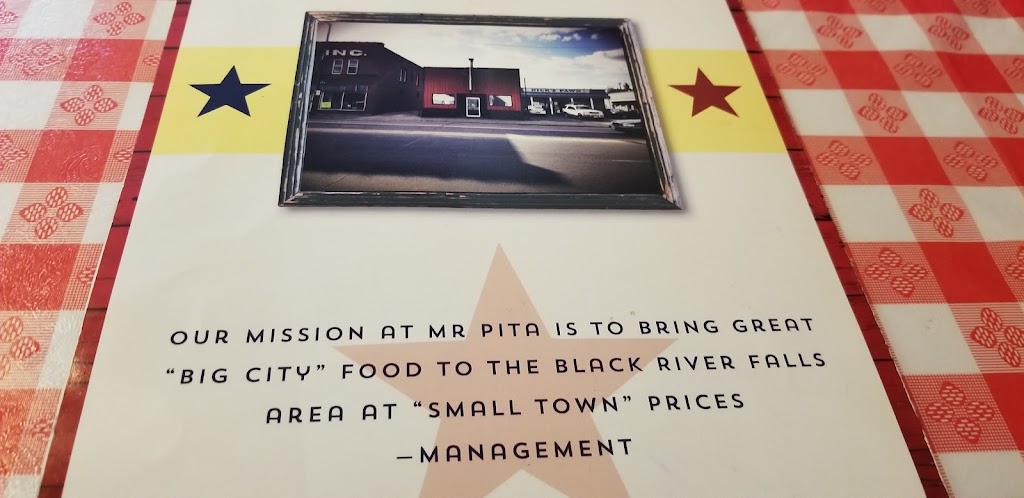 INC.
OUR MISSION AT MR PITA IS TO BRING GREAT
“BIG CITY” FOOD TO THE BLACK RIVER FALLS
AREA AT “SMALL TOWN” PRICES
—MANAGEMENT